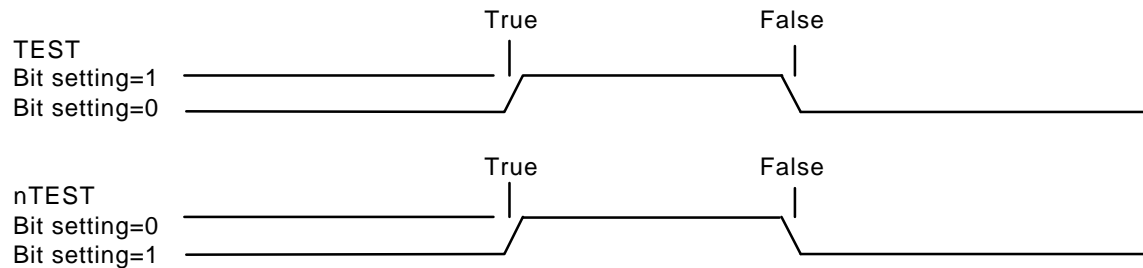 True False
TEST
Bit setting=1
Bit setting=0
True False
nTEST
Bit setting=0
Bit setting=1